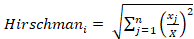 Hirschman_i = √(∑_{j=1}^{n} (x_j / X)^2)